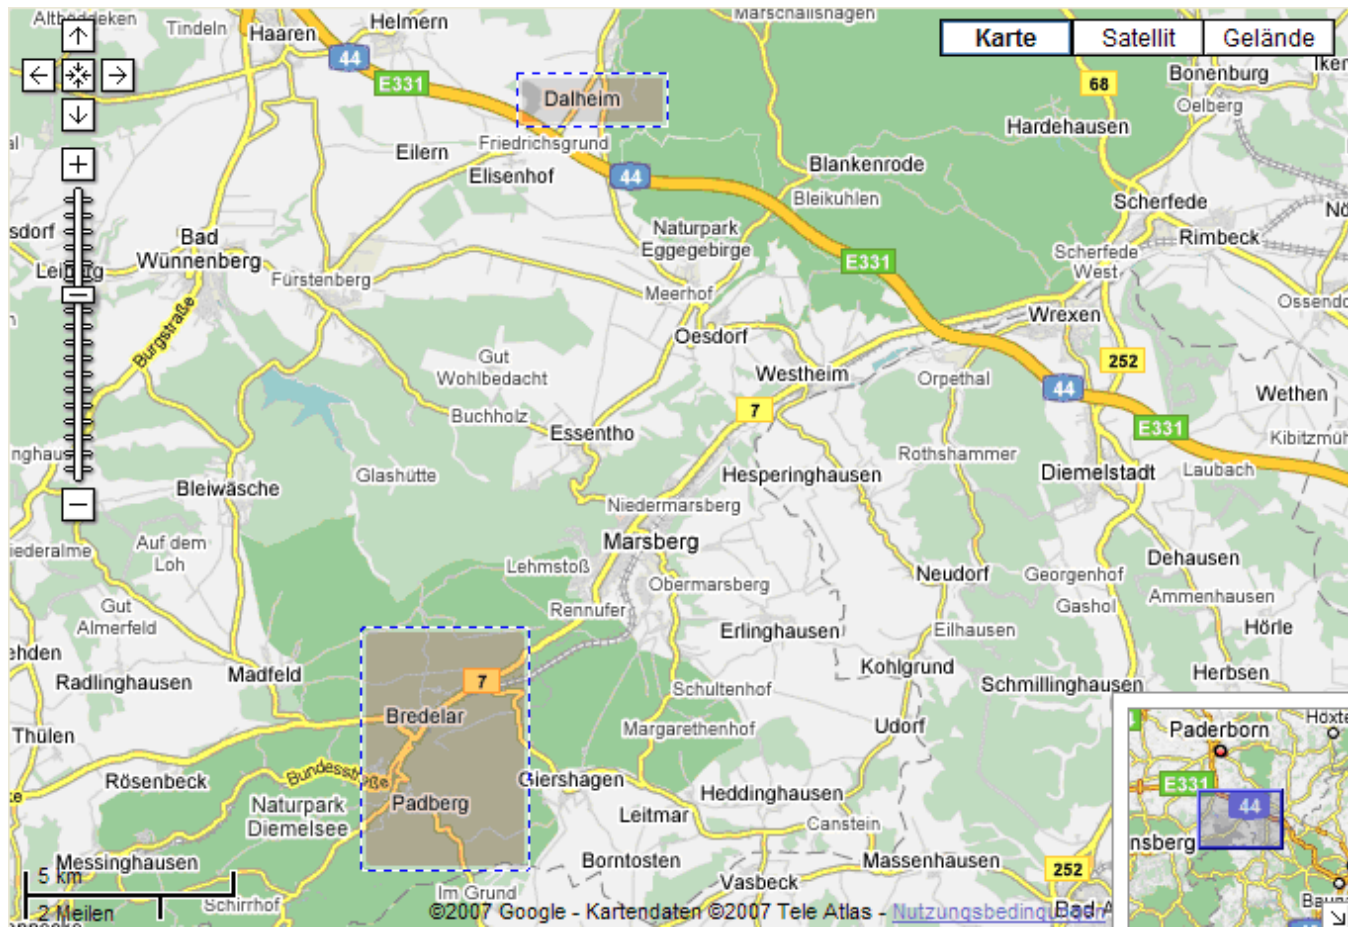 Tindeln
Haaren
Helmern
Karte
Satellit
Gelände
44
E331
Dalheim
68
Bonenburg
Oelberg
Hardehausen
Friedrichsgrund
Eilern
Elisenhof
44
Blankenrode
Bleikuhlen
Scherfede
Rimbeck
Naturpark
Eggegebirge
Bad
Wünnenberg
Scherfede
West
E331
Fürstenberg
Meerhof
Wrexen
Burgstraße
Oesdorf
Gut
Wohlbedacht
Westheim
Orpethal
252
44
Wethen
Buchholz
7
Essentho
E331
Rothshammer
Glashütte
Hesperinghausen
Diemelstadt
Laubach
Bleiwäsche
Niedermarsberg
Marsberg
Auf dem
Loh
Lehmstoß
Obermarsberg
Neudorf
Georgenhof
Dehausen
Gut
Almerfeld
Rennufer
Gashol
Ammenhausen
Erlinghausen
Eilhausen
Hörle
Radlinghausen
Madfeld
7
Kohlgrund
Herbsen
Schultenhof
Schmillinghausen
Bredelar
Margarethenhof
Udorf
Thülen
Paderborn
Rösenbeck
Bundesstraße
Giershagen
E331
Naturpark
Diemelsee
Padberg
Heddinghausen
Leitmar
Canstein
44
Messinghausen
Borntosten
Massenhausen
252
5 km
Vasbeck
Schirrhof
Im Grund
2 Meilen
©2007 Google - Kartendaten ©2007 Tele Atlas -